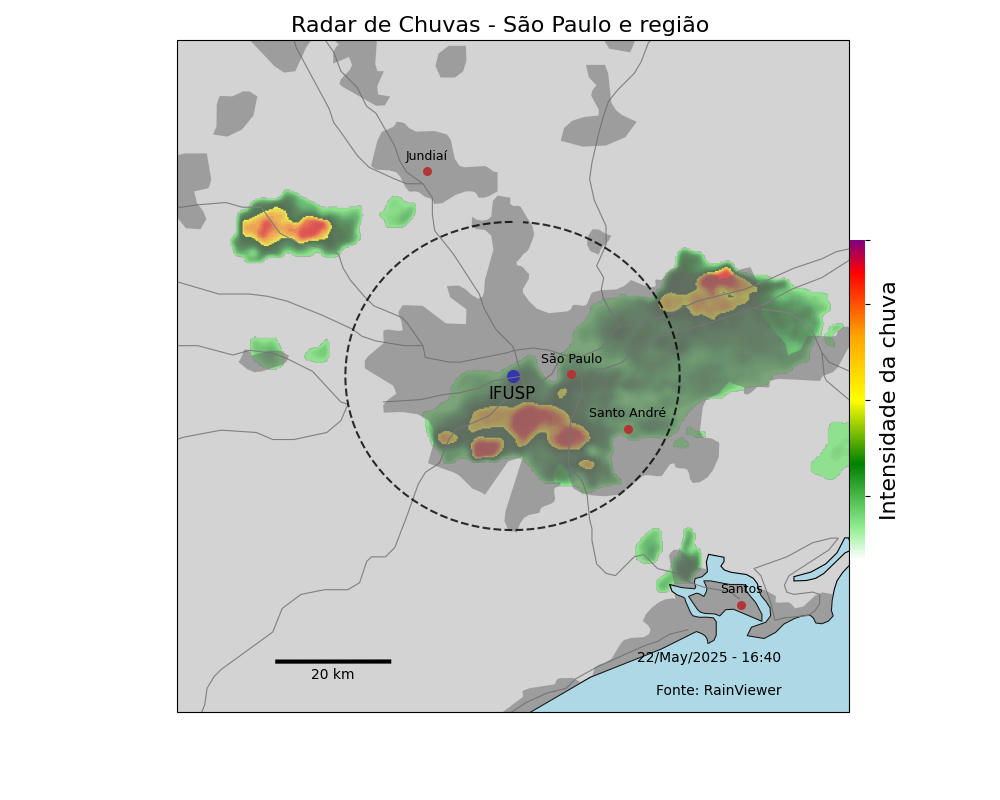 Radar de Chuvas - São Paulo e região
Jundiaí
São Paulo
IFUSP
Santo André
Intensidade da chuva
Santos
22/May/2025 - 16:40
20 km
Fonte: RainViewer